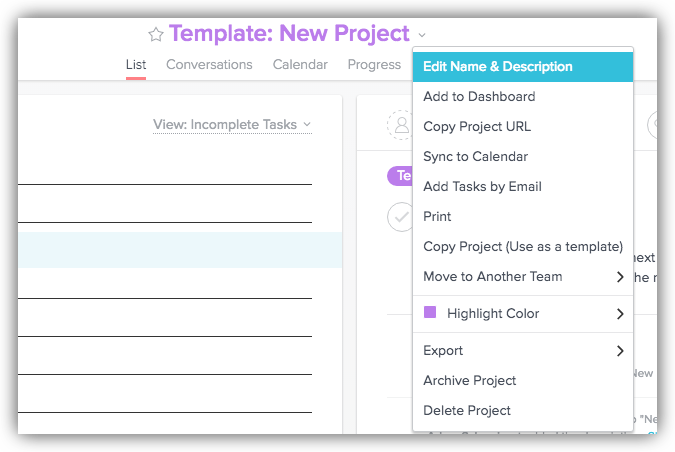 Template: New Project
List Conversations Calendar Progress
View: Incomplete Tasks
Edit Name & Description
Add to Dashboard
Copy Project URL
Sync to Calendar
Add Tasks by Email
Print
Copy Project (Use as a template)
Move to Another Team
Highlight Color
Export
Archive Project
Delete Project
Te
next
the
New
"Ne